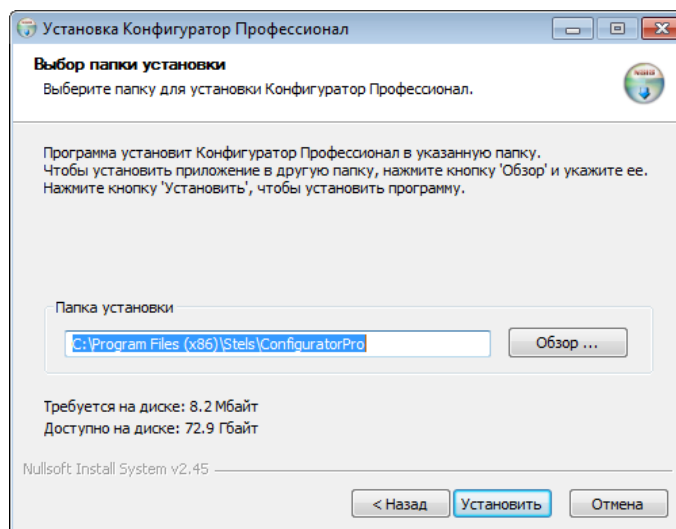 Установка Конфигуратор Профессионал
Выбор папки установки
Выберите папку для установки Конфигуратор Профессионал.
Программа установит Конфигуратор Профессионал в указанную папку.
Чтобы установить приложение в другую папку, нажмите кнопку 'Обзор' и укажите ее.
Нажмите кнопку 'Установить', чтобы установить программу.
Папка установки
C:\Program Files (x86)\Stels\ConfiguratorPro
Обзор ...
Требуется на диске: 8.2 Мбайт
Доступно на диске: 72.9 Гбайт
Nullsoft Install System v2.45
< Назад
Установить
Отмена